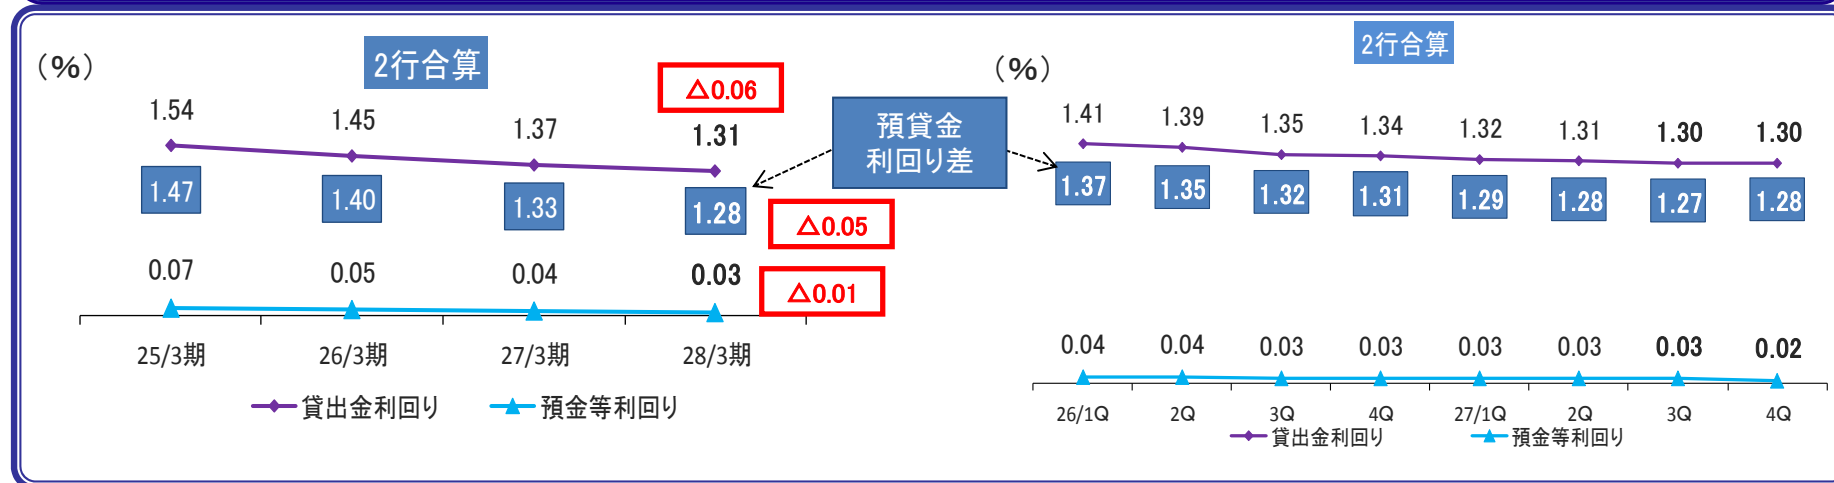 (%)
2行合算
△0.06
1.54
1.45
1.37
1.31
1.47
1.40
1.33
1.28
△0.05
0.07
0.05
0.04
0.03
△0.01
25/3期
26/3期
27/3期
28/3期
貸出金利回り
預金等利回り
預貸金
利回り差
(%)
2行合算
1.41
1.39
1.35
1.34
1.32
1.31
1.30
1.30
1.37
1.35
1.32
1.31
1.29
1.28
1.27
1.28
0.04
0.04
0.03
0.03
0.03
0.03
0.03
0.02
26/1Q
2Q
3Q
4Q
27/1Q
2Q
3Q
4Q
貸出金利回り
預金等利回り